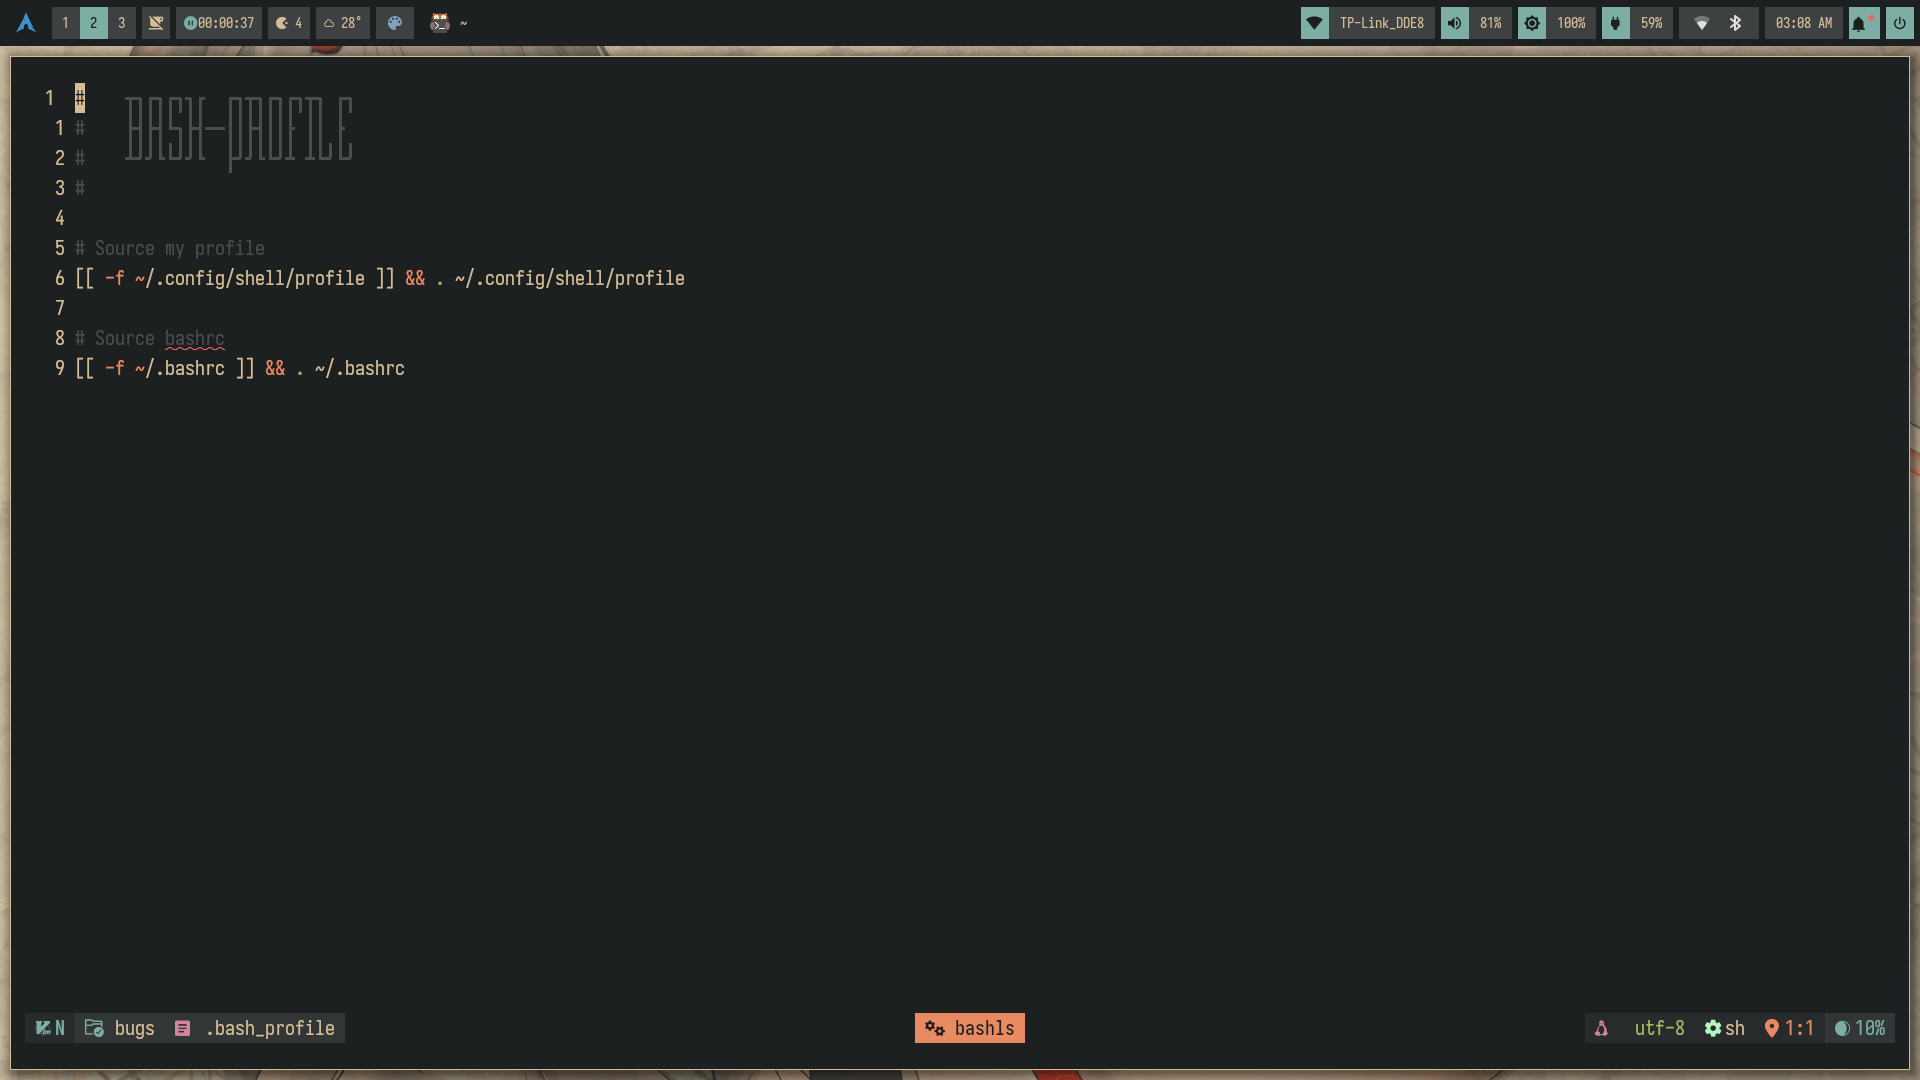 1 2 3 00:00:37 4 28° ~ TP-Link_DDE8 81% 100% 59% 03:08 AM
1 # BASH-PROFILE
1 #
2 #
3 #
4
5 # Source my profile
6 [[ -f ~/.config/shell/profile ]] && . ~/.config/shell/profile
7
8 # Source bashrc
9 [[ -f ~/.bashrc ]] && . ~/.bashrc
N bugs .bash_profile bashls utf-8 sh 1:1 10%